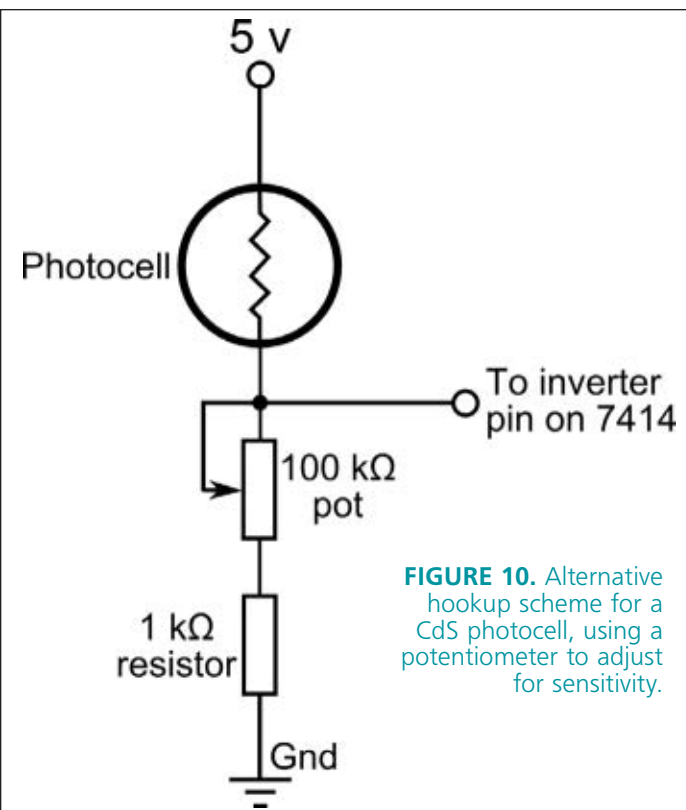 5 v
Photocell
To inverter
pin on 7414
100 kΩ
pot
1 kΩ
resistor
Gnd
FIGURE 10. Alternative
hookup scheme for a
CdS photocell, using a
potentiometer to adjust
for sensitivity.